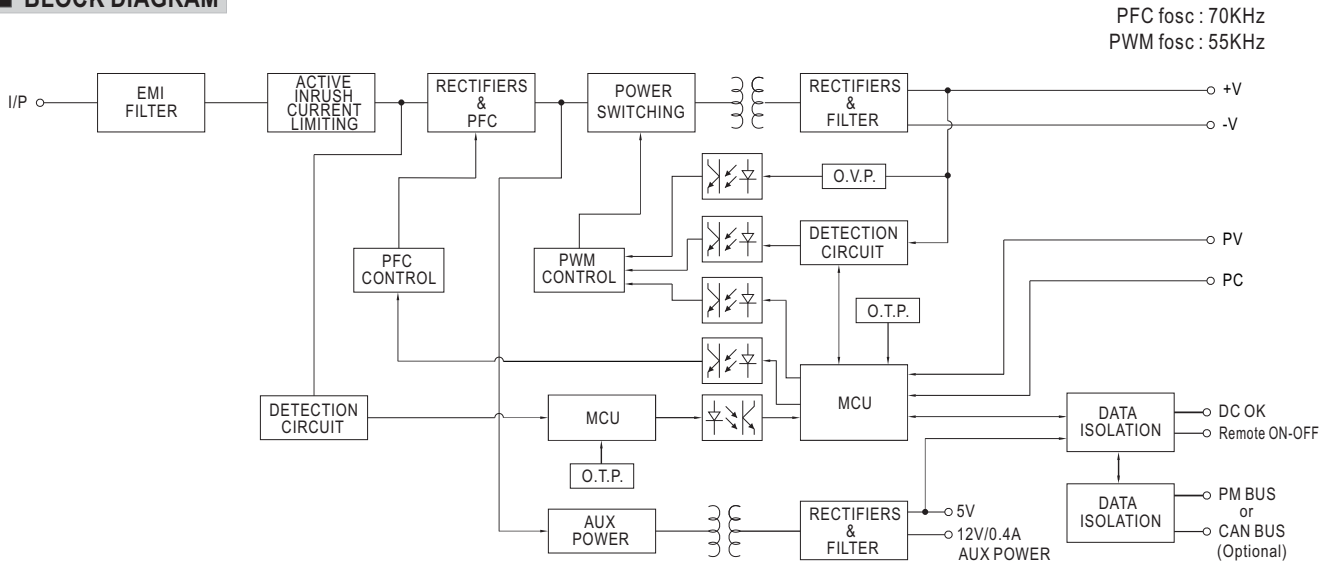 BLOCK DIAGRAM
PFC fosc : 70KHz
PWM fosc : 55KHz
I/P
EMI
FILTER
ACTIVE
INRUSH
CURRENT
LIMITING
RECTIFIERS
&
PFC
POWER
SWITCHING
RECTIFIERS
&
FILTER
+V
-V
O.V.P.
DETECTION
CIRCUIT
PFC
CONTROL
PWM
CONTROL
PV
PC
O.T.P.
MCU
DETECTION
CIRCUIT
MCU
O.T.P.
DATA
ISOLATION
DC OK
Remote ON-OFF
DATA
ISOLATION
PM BUS
or
CAN BUS
(Optional)
AUX
POWER
RECTIFIERS
&
FILTER
5V
12V/0.4A
AUX POWER